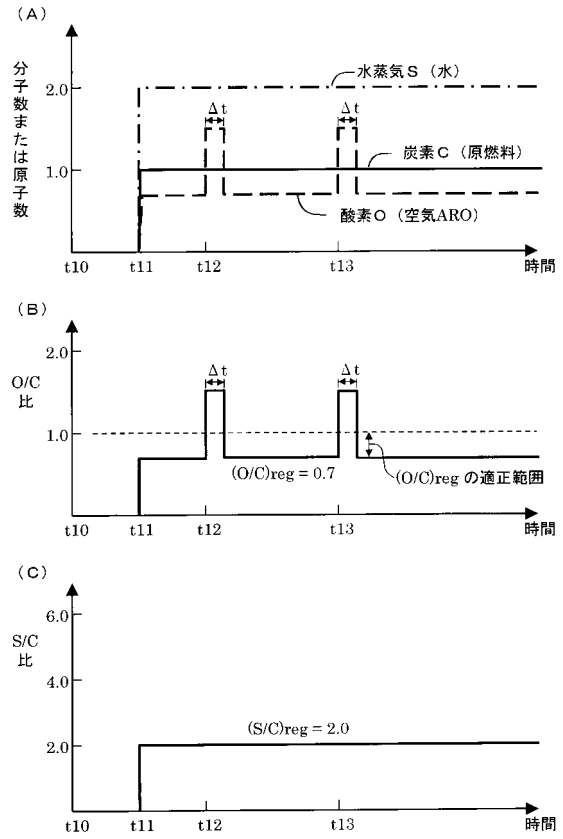 (A)
分子数または原子数
2.0
1.0
水蒸気S(水)
Δt
Δt
炭素C(原燃料)
酸素O(空気ARO)
t10
t11
t12
t13
時間
(B)
O/C
比
2.0
1.0
Δt
Δt
(O/C)reg = 0.7
(O/C)reg の適正範囲
t10
t11
t12
t13
時間
(C)
S/C
比
6.0
4.0
2.0
(S/C)reg = 2.0
t10
t11
t12
t13
時間